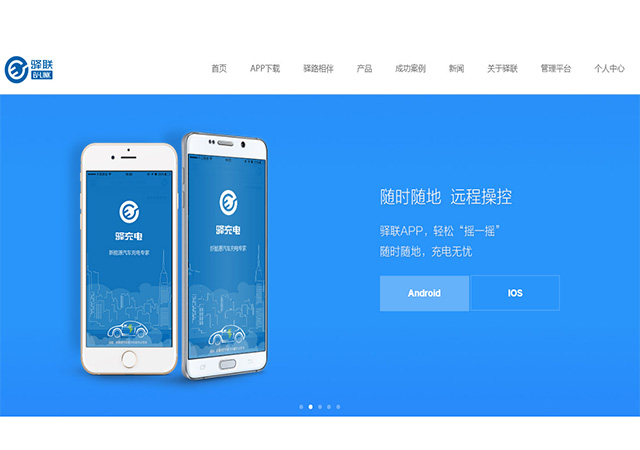 驿联
EV-LINK
首页 APP下载 驿路相伴 产品 成功案例 新闻 关于驿联 管理平台 个人中心
驿充电
新能源汽车充电专家
驿充电
新能源汽车充电专家
随时随地 远程操控
驿联APP，轻松“摇一摇”
随时随地，充电无忧
Android IOS